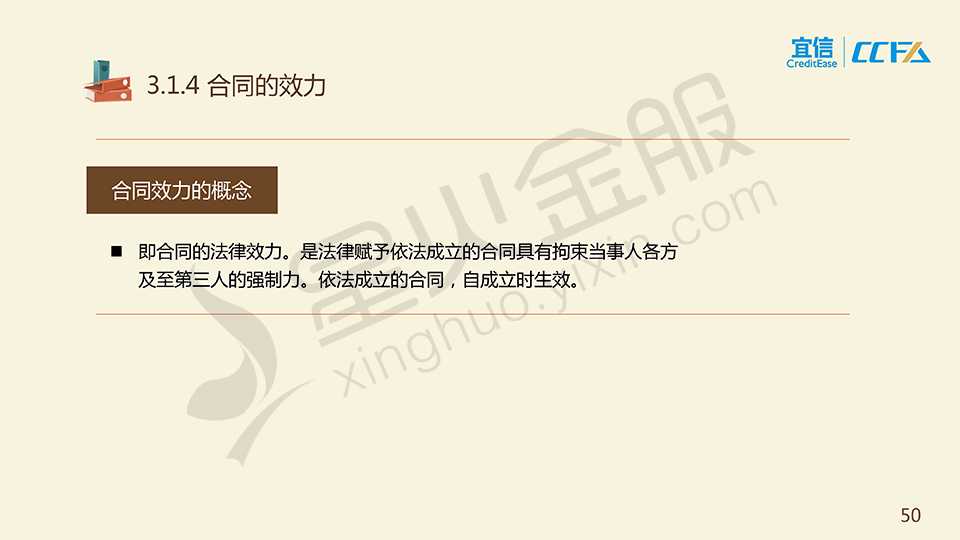 宜信
CreditEase
CCFA
3.1.4 合同的效力
合同效力的概念
■ 即合同的法律效力。是法律赋予依法成立的合同具有拘束当事人各方
及至第三人的强制力。依法成立的合同，自成立时生效。
星火金服
xinghuo.yixin.com
50